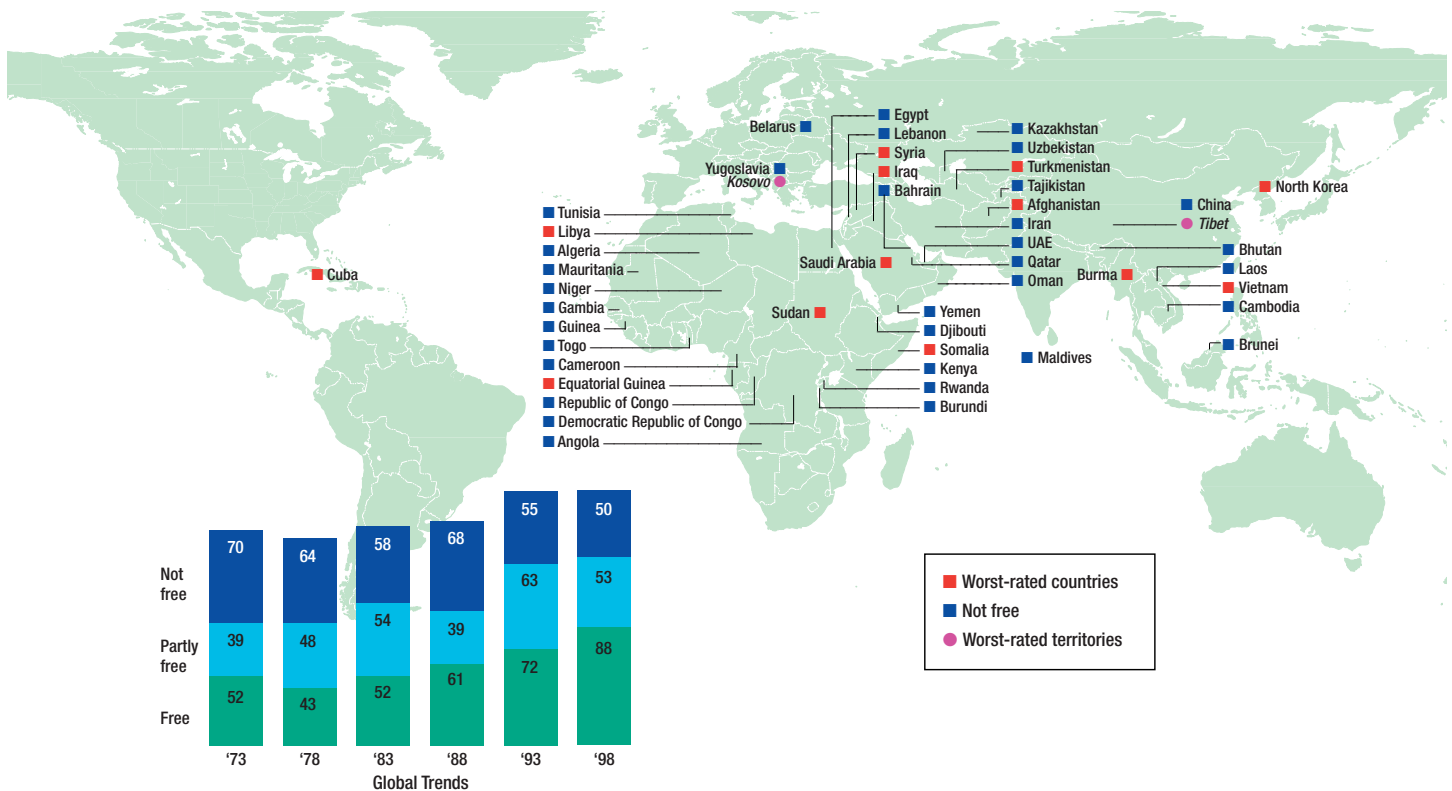 Belarus
Yugoslavia
Kosovo
Egypt
Lebanon
Syria
Iraq
Bahrain
Kazakhstan
Uzbekistan
Turkmenistan
Tajikistan
Afghanistan
Iran
UAE
Qatar
Oman
North Korea
China
Tibet
Bhutan
Laos
Vietnam
Cambodia
Brunei
Burma
Saudi Arabia
Sudan
Cuba
Tunisia
Libya
Algeria
Mauritania
Niger
Gambia
Guinea
Togo
Cameroon
Equatorial Guinea
Republic of Congo
Democratic Republic of Congo
Angola
Yemen
Djibouti
Somalia
Kenya
Rwanda
Burundi
Maldives
Not
free
70 64 58 68 55 50
Partly
free
39 48 54 39 63 53
Free
52 43 52 61 72 88
‘73 ‘78 ‘83 ‘88 ‘93 ‘98
Global Trends
Worst-rated countries
Not free
Worst-rated territories